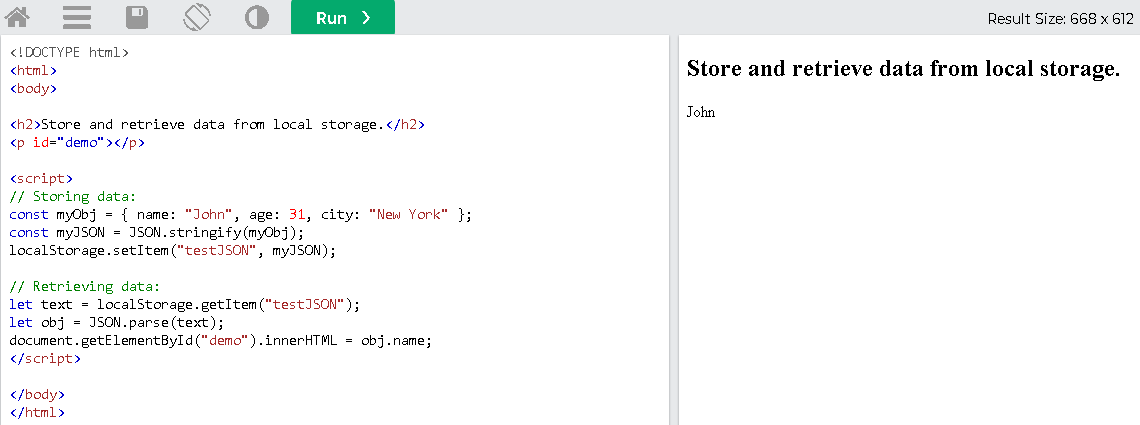 Run ❯
Result Size: 668 x 612
<!DOCTYPE html>
<html>
<body>
<h2>Store and retrieve data from local storage.</h2>
<p id="demo"></p>
<script>
// Storing data:
const myObj = { name: "John", age: 31, city: "New York" };
const myJSON = JSON.stringify(myObj);
localStorage.setItem("testJSON", myJSON);
// Retrieving data:
let text = localStorage.getItem("testJSON");
let obj = JSON.parse(text);
document.getElementById("demo").innerHTML = obj.name;
</script>
</body>
</html>
Store and retrieve data from local storage.
John